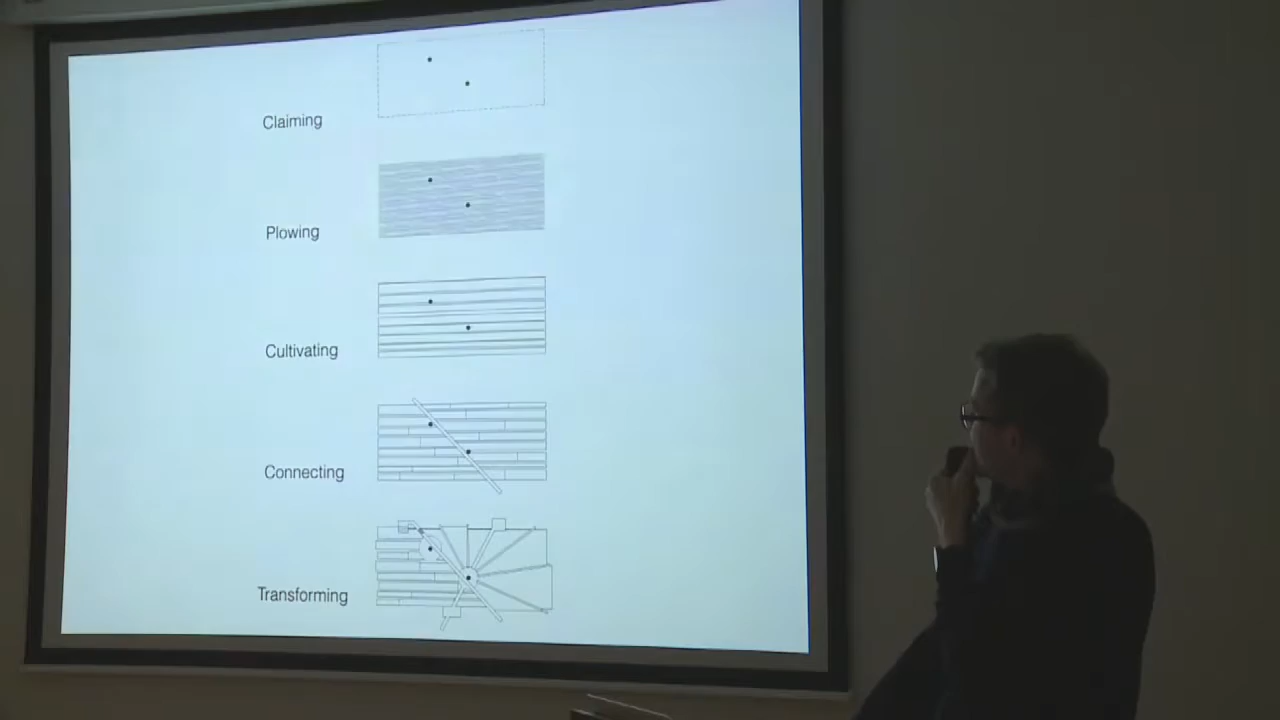 Claiming
Plowing
Cultivating
Connecting
Transforming